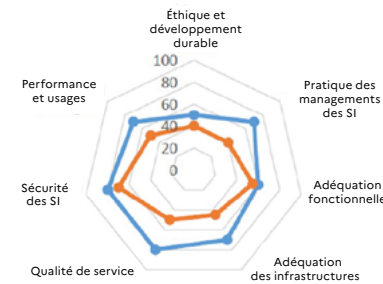 Éthique et
développement
durable
100
80
60
40
20
0
Performance
et usages
Pratique des
managements
des SI
Sécurité
des SI
Adéquation
fonctionnelle
Qualité de service
Adéquation
des infrastructures